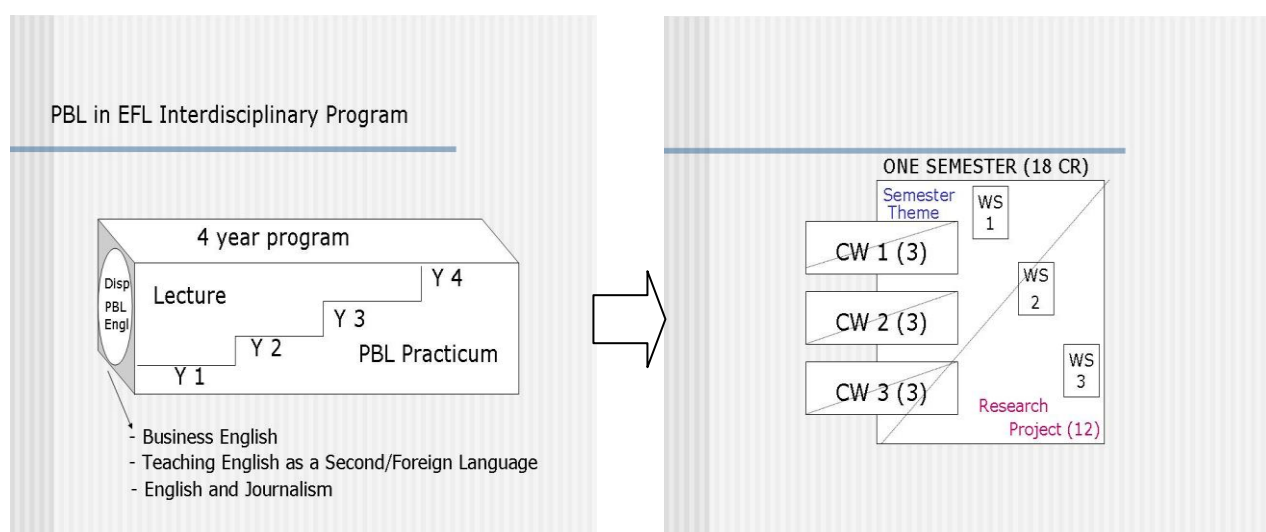 PBL in EFL Interdisciplinary Program
4 year program
Disp
PBL
Engl
Lecture
Y 4
Y 3
Y 2
Y 1
PBL Practicum
- Business English
- Teaching English as a Second/Foreign Language
- English and Journalism
ONE SEMESTER (18 CR)
Semester
Theme
WS
1
CW 1 (3)
WS
2
CW 2 (3)
WS
3
CW 3 (3)
Research
Project (12)